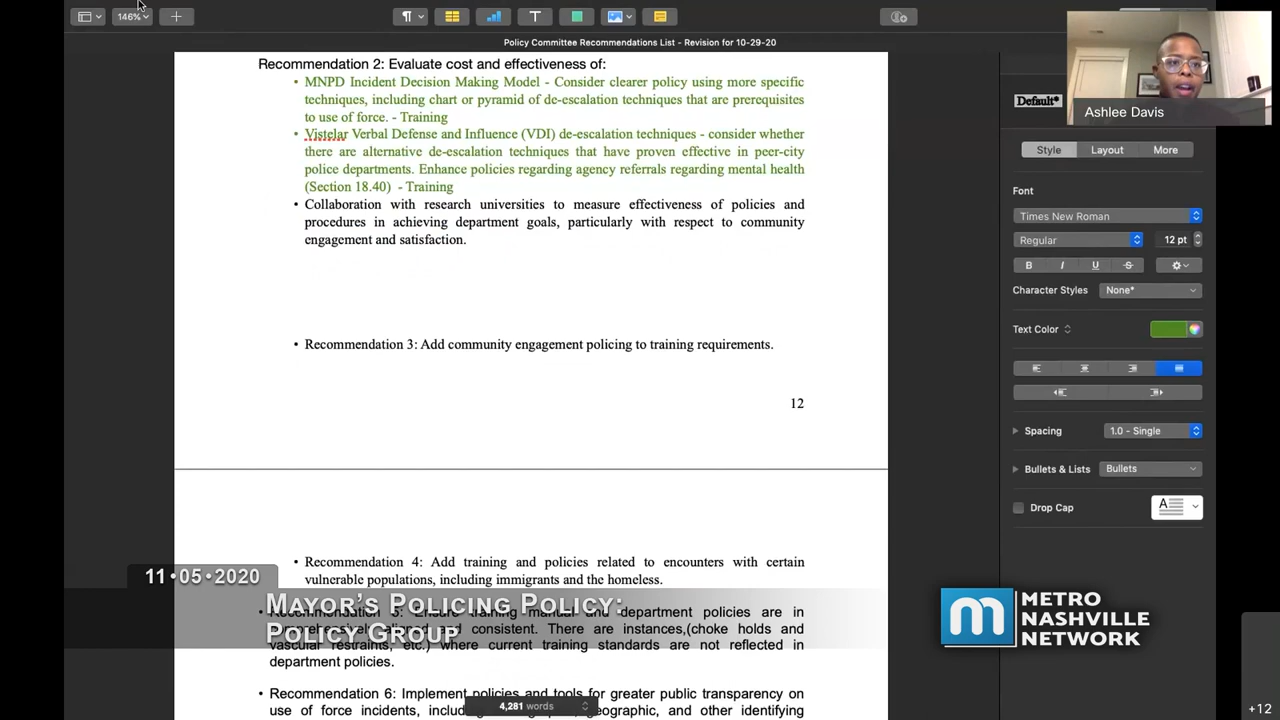 146%
Policy Committee Recommendations List - Revision for 10-29-20
Recommendation 2: Evaluate cost and effectiveness of:
• MNPD Incident Decision Making Model - Consider clearer policy using more specific
techniques, including chart or pyramid of de-escalation techniques that are prerequisites
to use of force. - Training
• Vistelar Verbal Defense and Influence (VDI) de-escalation techniques - consider whether
there are alternative de-escalation techniques that have proven effective in peer-city
police departments. Enhance policies regarding agency referrals regarding mental health
(Section 18.40) - Training
• Collaboration with research universities to measure effectiveness of policies and
procedures in achieving department goals, particularly with respect to community
engagement and satisfaction.
• Recommendation 3: Add community engagement policing to training requirements.
12
• Recommendation 4: Add training and policies related to encounters with certain
vulnerable populations, including immigrants and the homeless.
• Recommendation 5: Ensure training manual and department policies are in
consistent. There are instances,(choke holds and
vascular restraints, etc.) where current training standards are not reflected in
department policies.
• Recommendation 6: Implement policies and tools for greater public transparency on
use of force incidents, geographic, and other identifying
4,281 words
11•05•2020
Mayor's Policing Policy:
Policy Group
Ashlee Davis
Default*
Style
Layout
More
Font
Times New Roman
Regular
12 pt
B I U S
Character Styles
None*
Text Color
Spacing
1.0 - Single
Bullets & Lists
Bullets
Drop Cap
A
m
METRO
NASHVILLE
NETWORK
+12